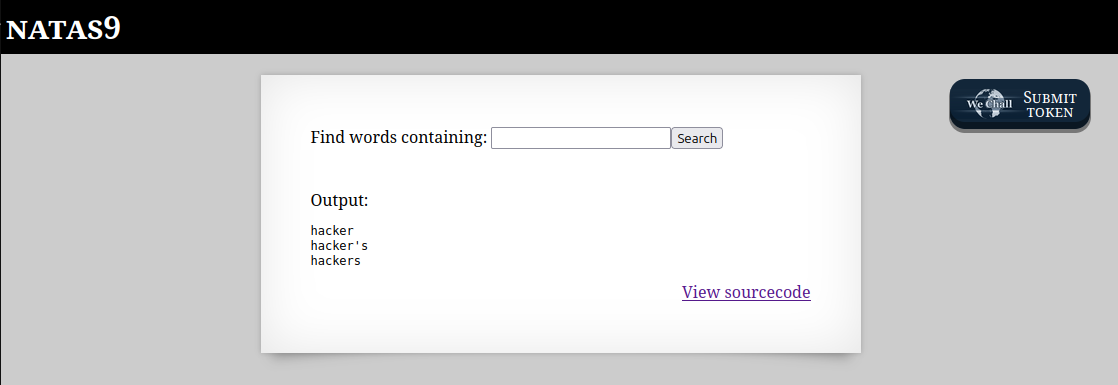 NATAS9
We Chall SUBMIT TOKEN
Find words containing: Search
Output:
hacker
hacker's
hackers
View sourcecode